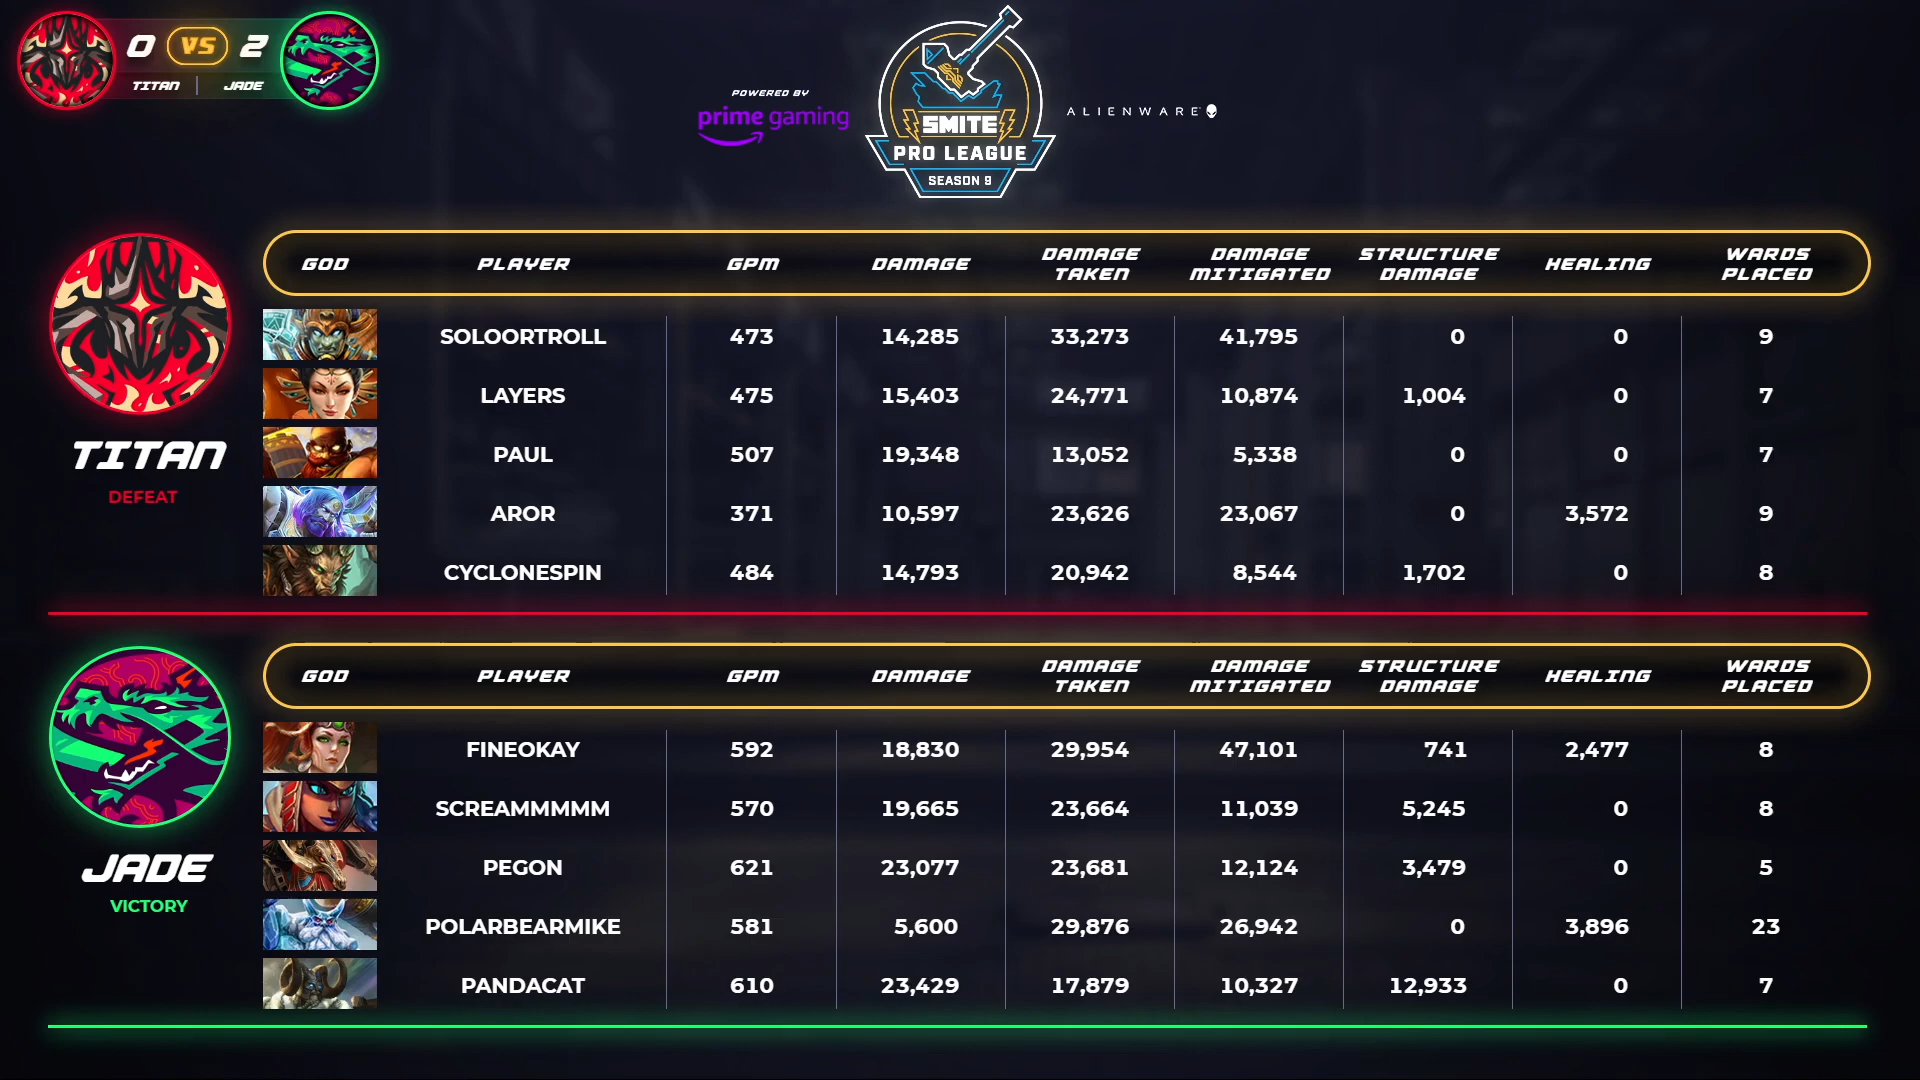 0 VS 2
TITAN JADE
POWERED BY
prime gaming
SMITE
PRO LEAGUE
SEASON 9
ALIENWARE
GOD PLAYER GPM DAMAGE DAMAGE TAKEN DAMAGE MITIGATED STRUCTURE DAMAGE HEALING WARDS PLACED
SOLOORTROLL 473 14,285 33,273 41,795 0 0 9
LAYERS 475 15,403 24,771 10,874 1,004 0 7
PAUL 507 19,348 13,052 5,338 0 0 7
AROR 371 10,597 23,626 23,067 0 3,572 9
CYCLONESPIN 484 14,793 20,942 8,544 1,702 0 8
TITAN
DEFEAT
GOD PLAYER GPM DAMAGE DAMAGE TAKEN DAMAGE MITIGATED STRUCTURE DAMAGE HEALING WARDS PLACED
FINEOKAY 592 18,830 29,954 47,101 741 2,477 8
SCREAMMMMM 570 19,665 23,664 11,039 5,245 0 8
PEGON 621 23,077 23,681 12,124 3,479 0 5
POLARBEARMIKE 581 5,600 29,876 26,942 0 3,896 23
PANDACAT 610 23,429 17,879 10,327 12,933 0 7
JADE
VICTORY